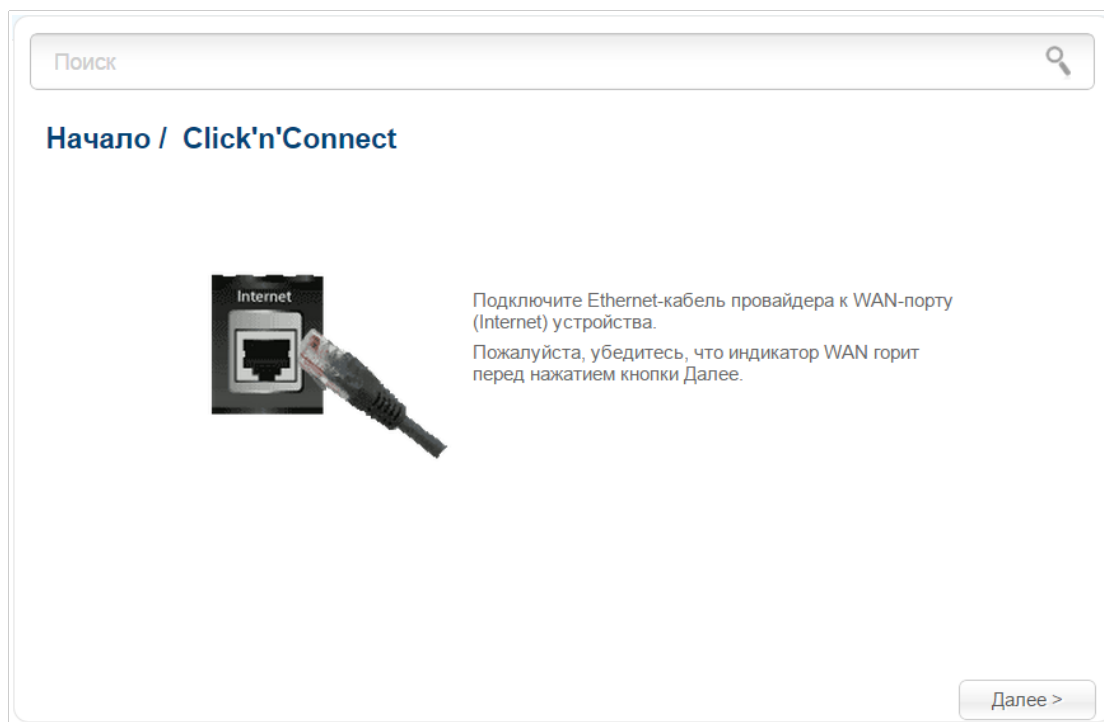 Поиск
Начало / Click'n'Connect
Internet
Подключите Ethernet-кабель провайдера к WAN-порту
(Internet) устройства.
Пожалуйста, убедитесь, что индикатор WAN горит
перед нажатием кнопки Далее.
Далее >